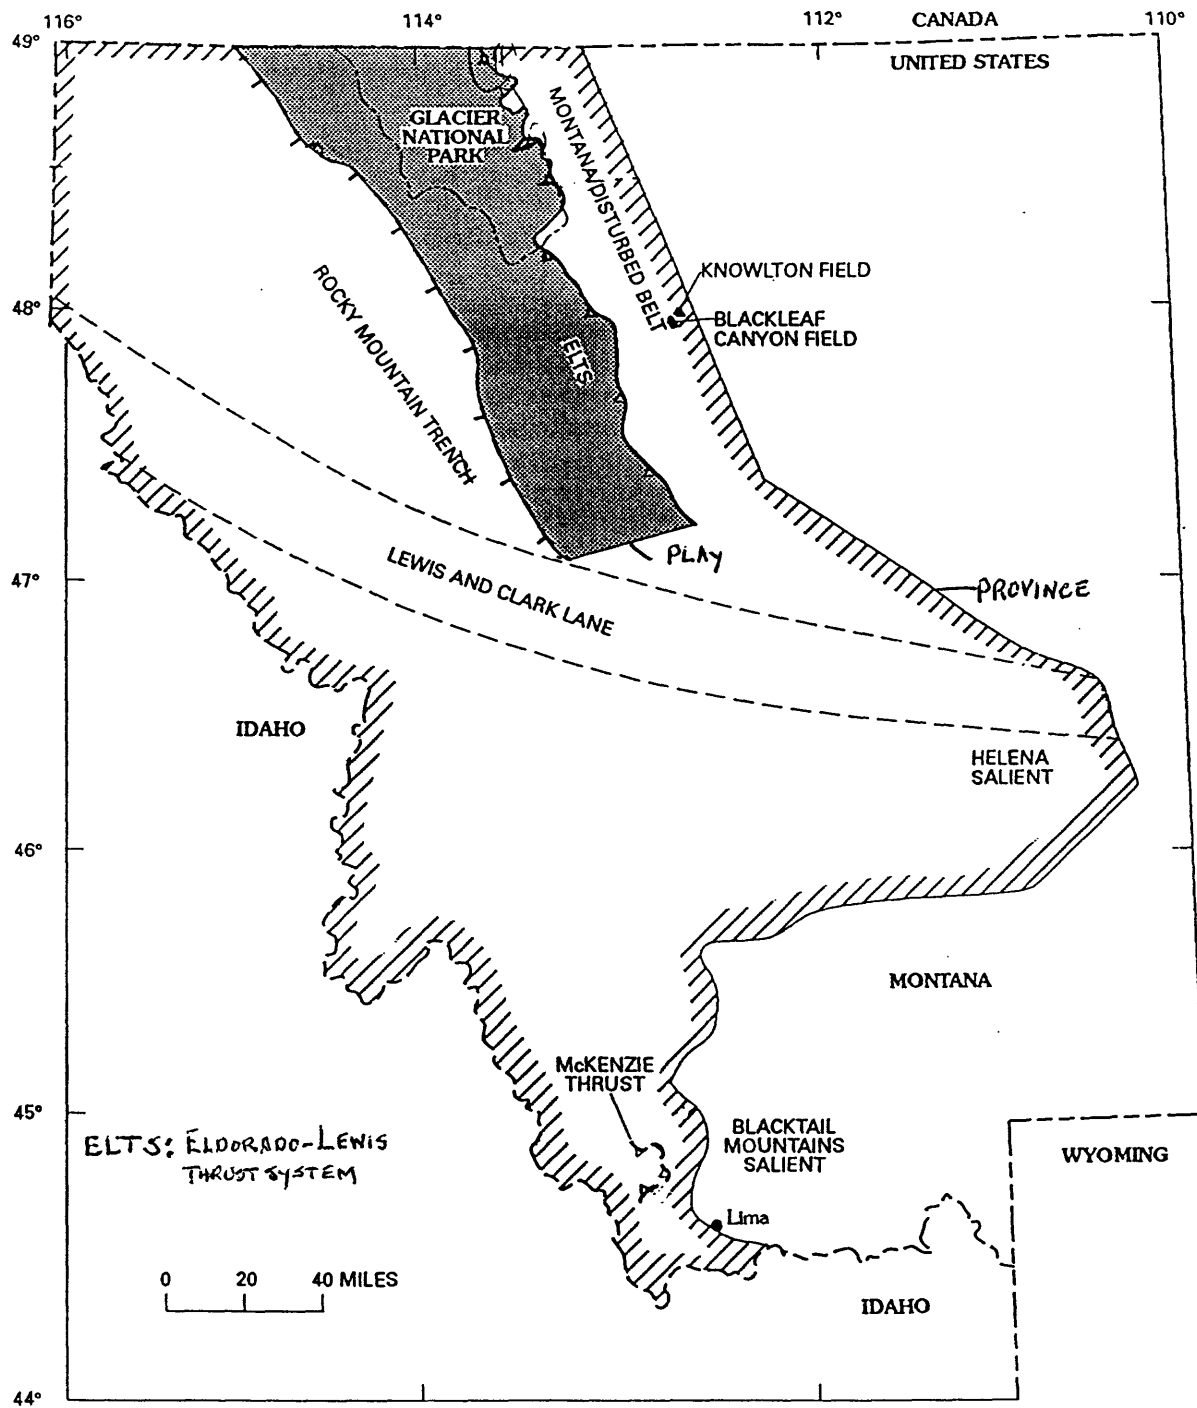 116°
114°
112°
CANADA
110°
49°
UNITED STATES
GLACIER
NATIONAL
PARK
MONTANA/DISTURBED BELT
KNOWLTON FIELD
48°
BLACKLEAF
CANYON FIELD
ROCKY MOUNTAIN TRENCH
ELTS
PLAY
47°
LEWIS AND CLARK LANE
PROVINCE
IDAHO
HELENA
SALIENT
46°
MONTANA
McKENZIE
THRUST
45°
ELTS: ELDORADO-LEWIS
THRUST SYSTEM
BLACKTAIL
MOUNTAINS
SALIENT
WYOMING
Lima
0 20 40 MILES
IDAHO
44°